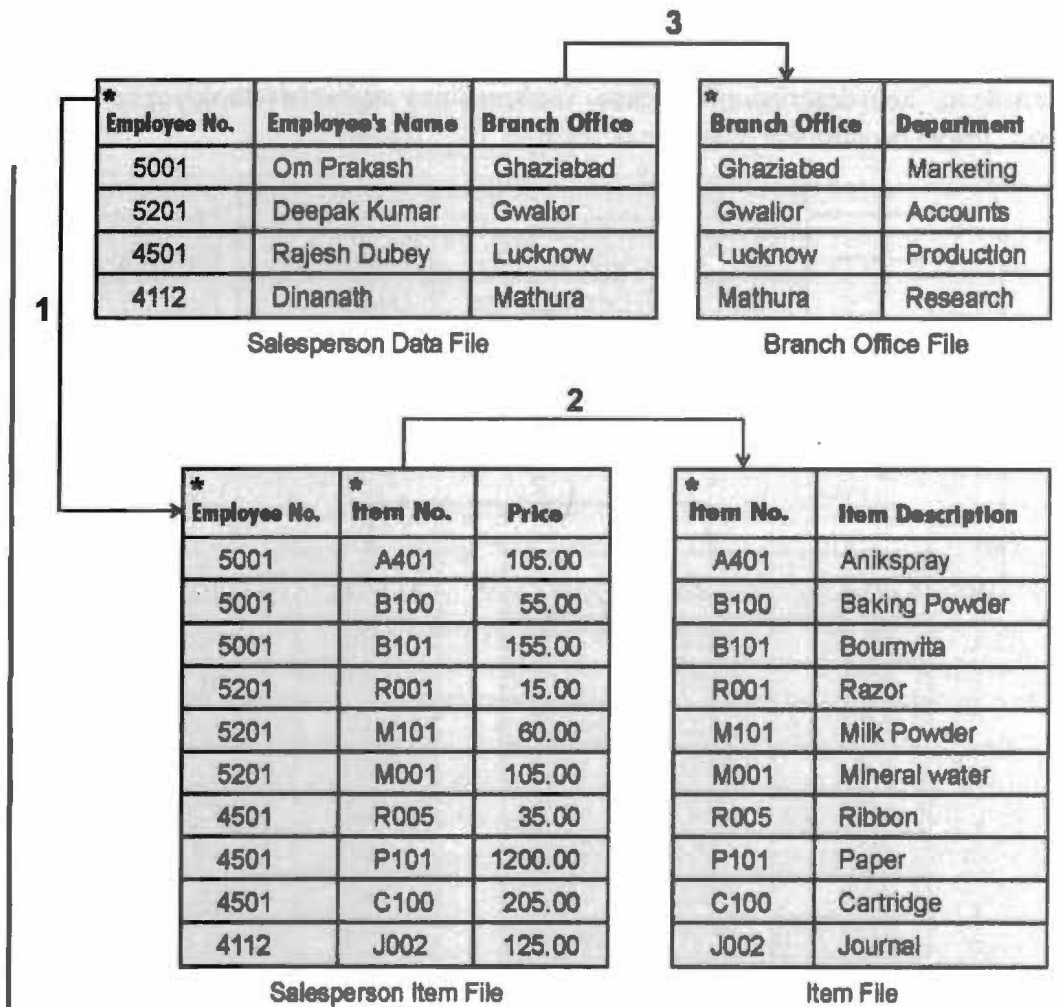 3
*
Employee No. Employee's Name Branch Office
5001 Om Prakash Ghaziabad
5201 Deepak Kumar Gwalior
4501 Rajesh Dubey Lucknow
4112 Dinanath Mathura
Salesperson Data File
*
Branch Office Department
Ghaziabad Marketing
Gwalior Accounts
Lucknow Production
Mathura Research
Branch Office File
1
2
* *
Employee No. Item No. Price
5001 A401 105.00
5001 B100 55.00
5001 B101 155.00
5201 R001 15.00
5201 M101 60.00
5201 M001 105.00
4501 R005 35.00
4501 P101 1200.00
4501 C100 205.00
4112 J002 125.00
Salesperson Item File
*
Item No. Item Description
A401 Anikspray
B100 Baking Powder
B101 Bournvita
R001 Razor
M101 Milk Powder
M001 Mineral water
R005 Ribbon
P101 Paper
C100 Cartridge
J002 Journal
Item File